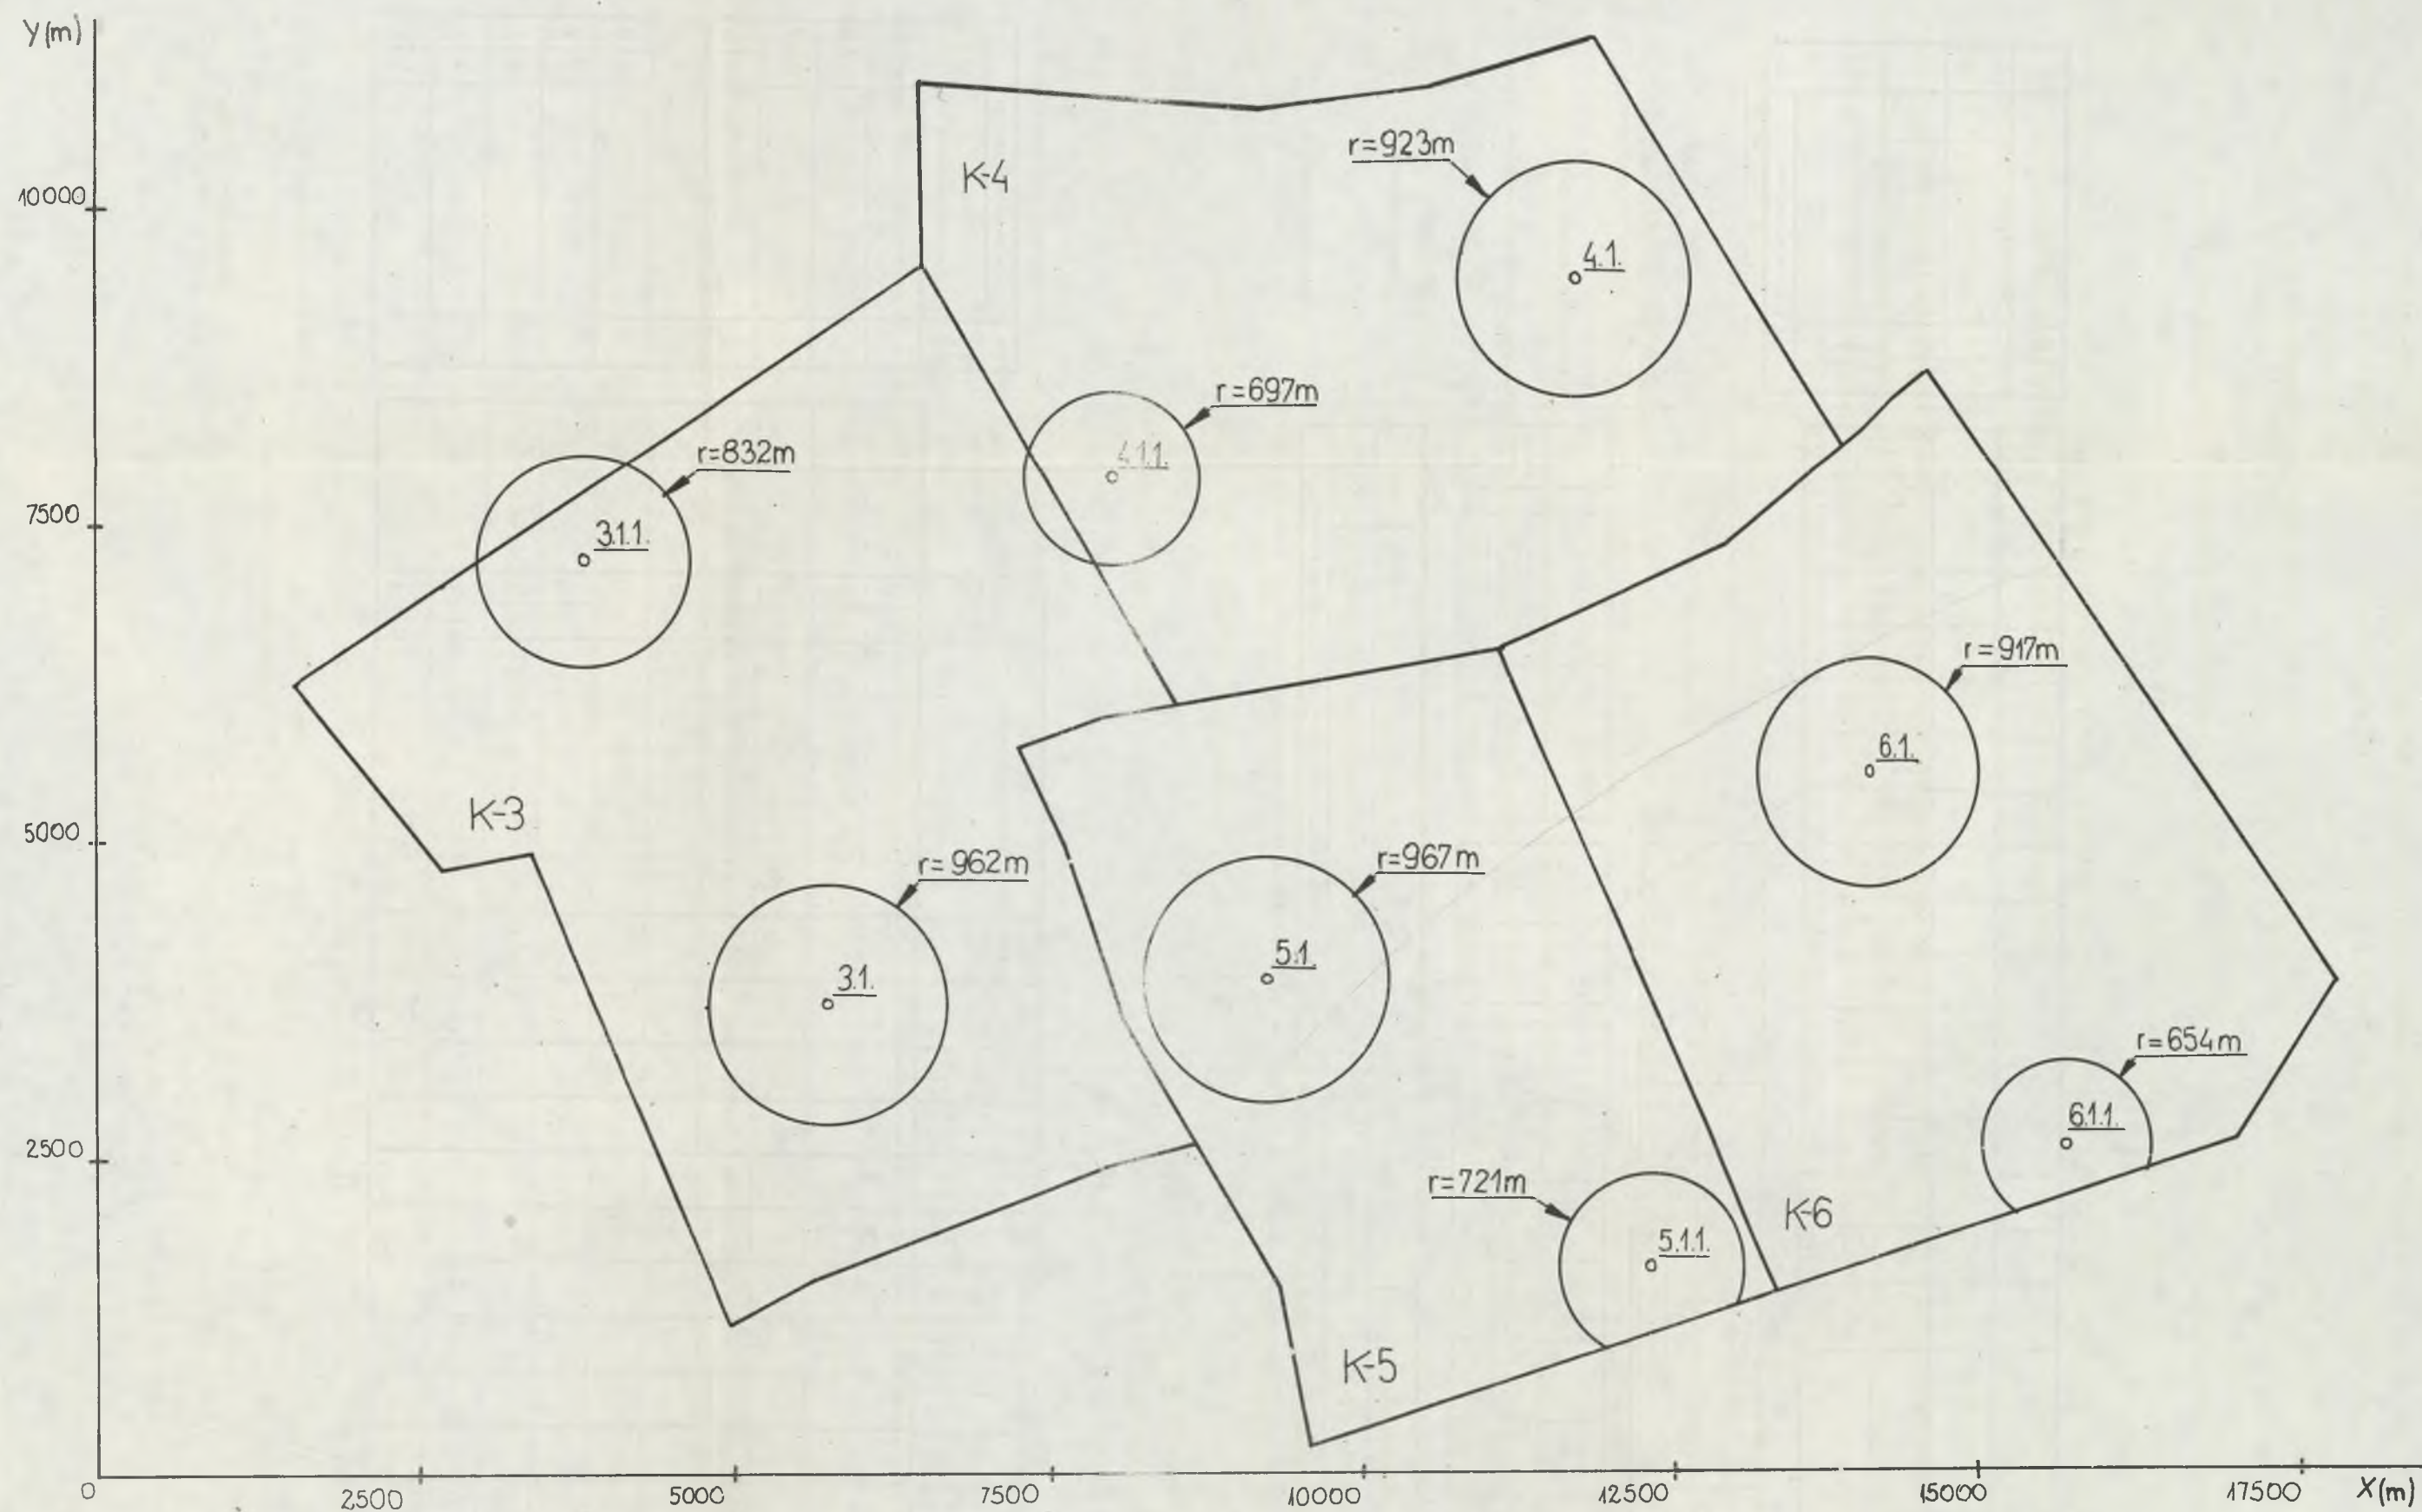 Y(m)
10000
7500
5000
2500
0
2500
5000
7500
10000
12500
15000
17500
X(m)
K-4
r=923m
4.1.
r=697m
4.1.1.
r=832m
3.1.1.
K-3
r=962m
3.1.
r=967m
5.1.
r=917m
6.1.
r=654m
6.1.1.
r=721m
5.1.1.
K-6
K-5